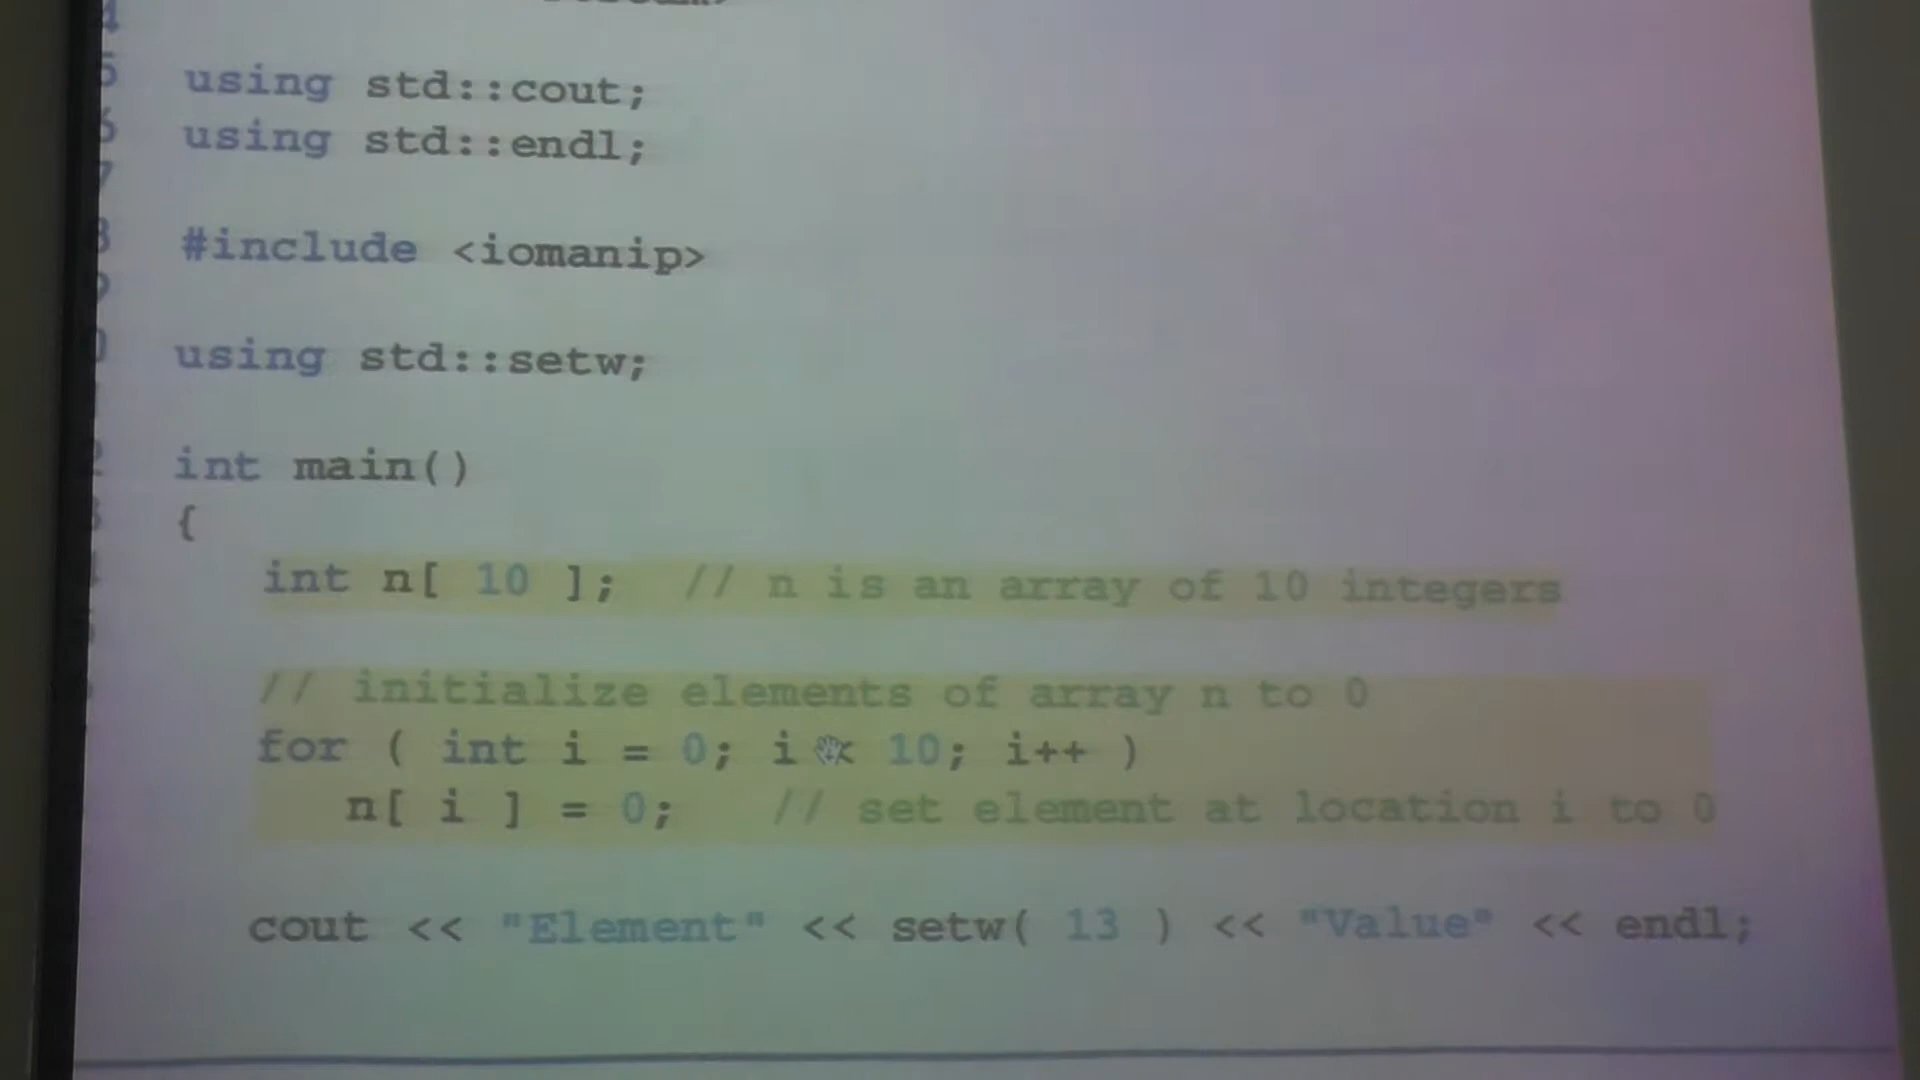 using std::cout;
using std::endl;
#include <iomanip>
using std::setw;
int main()
{
int n[ 10 ];  // n is an array of 10 integers
// initialize elements of array n to 0
for ( int i = 0; i < 10; i++ )
n[ i ] = 0;   // set element at location i to 0
cout << "Element" << setw( 13 ) << "Value" << endl;